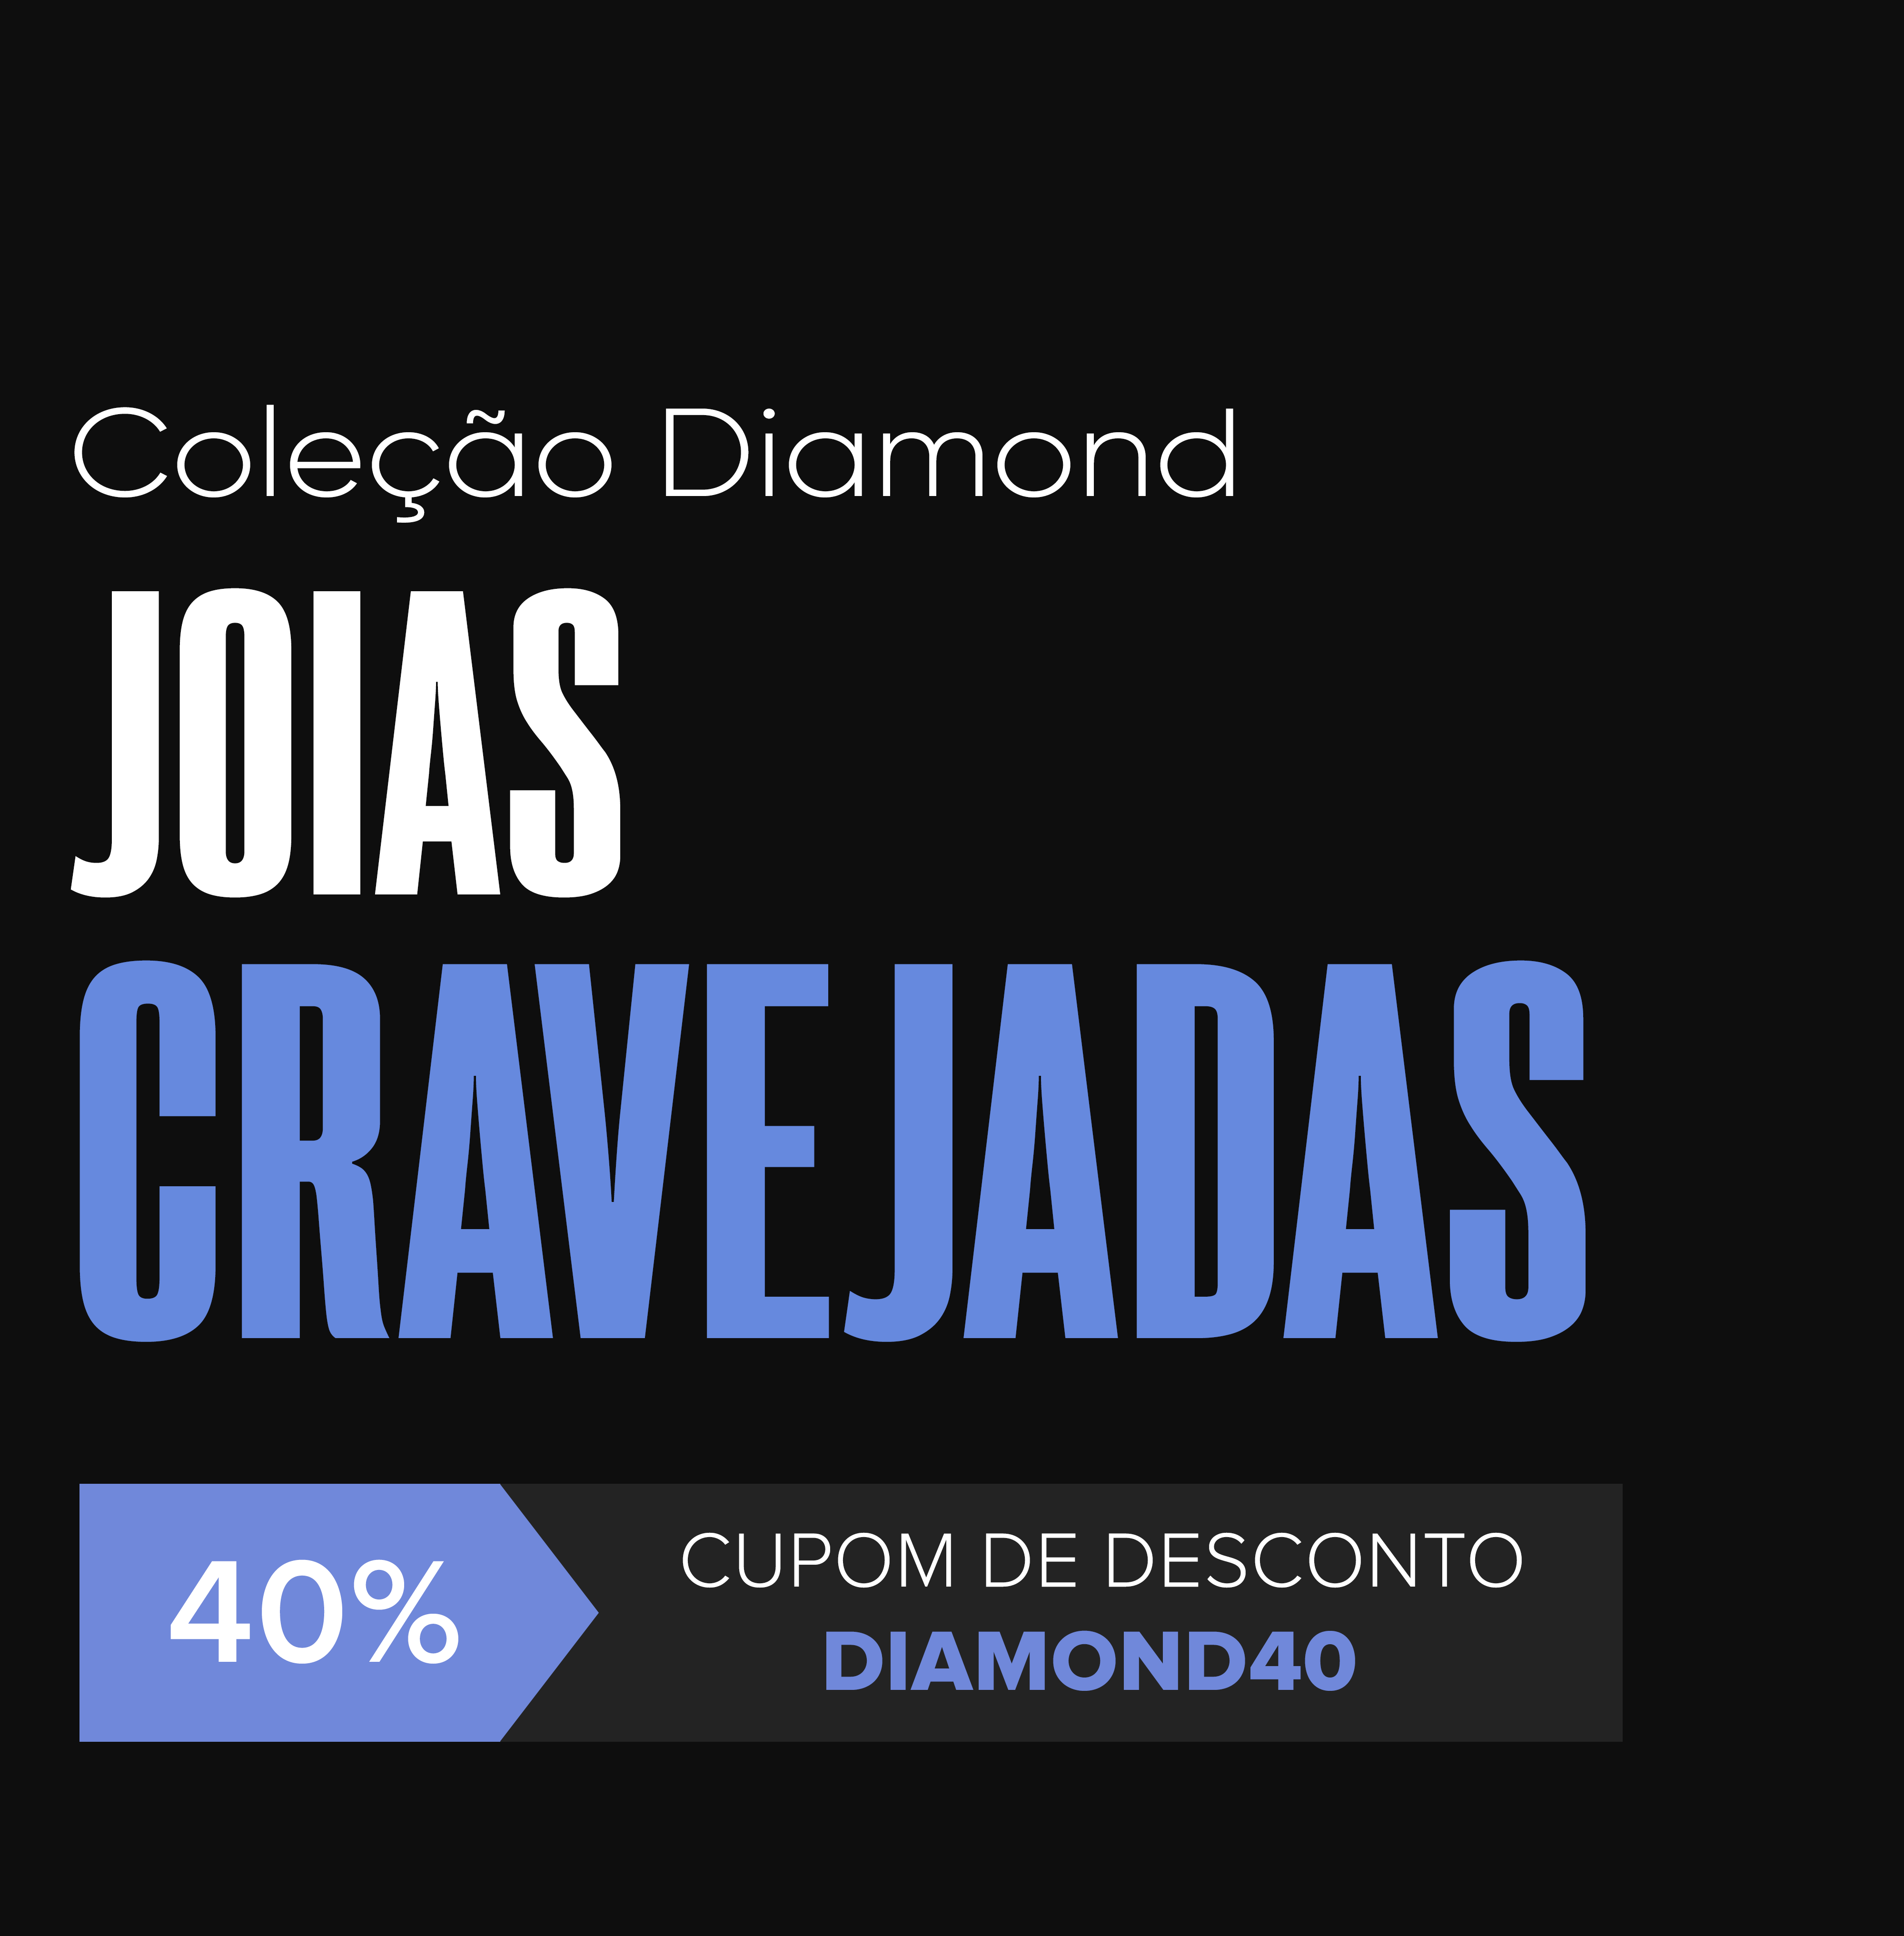 Coleção Diamond
JOIAS
CRAVEJADAS
40%
CUPOM DE DESCONTO
DIAMOND40